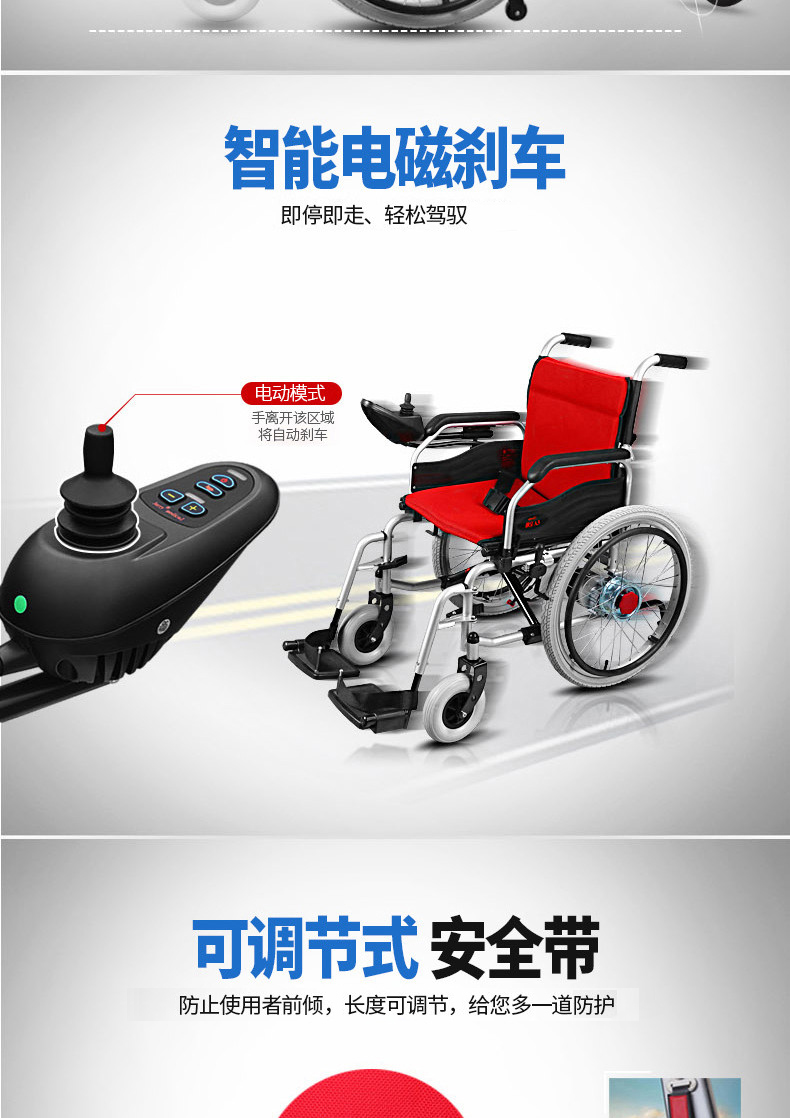 智能电磁刹车
即停即走、轻松驾驭
电动模式
手离开该区域
将自动刹车
可调节式 安全带
防止使用者前倾，长度可调节，给您多一道防护